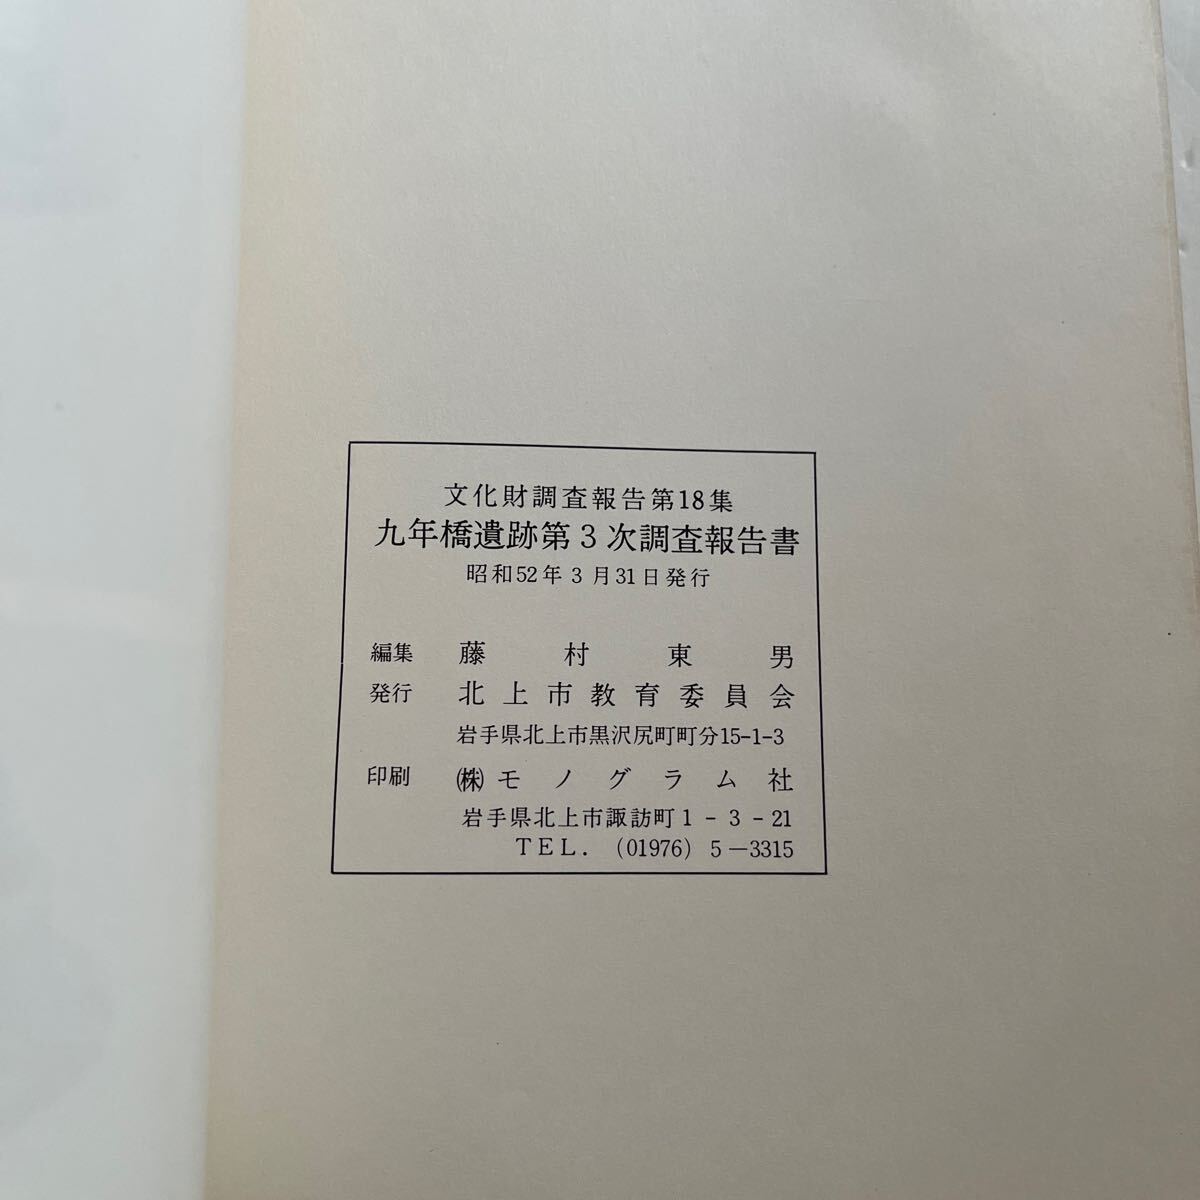 文化財調査報告第18集
九年橋遺跡第3次調査報告書
昭和52年3月31日発行
編集 藤村東男
発行 北上市教育委員会
岩手県北上市黒沢尻町町分15-1-3
印刷 ㈱モノグラム社
岩手県北上市諏訪町1-3-21
TEL. (01976) 5-3315